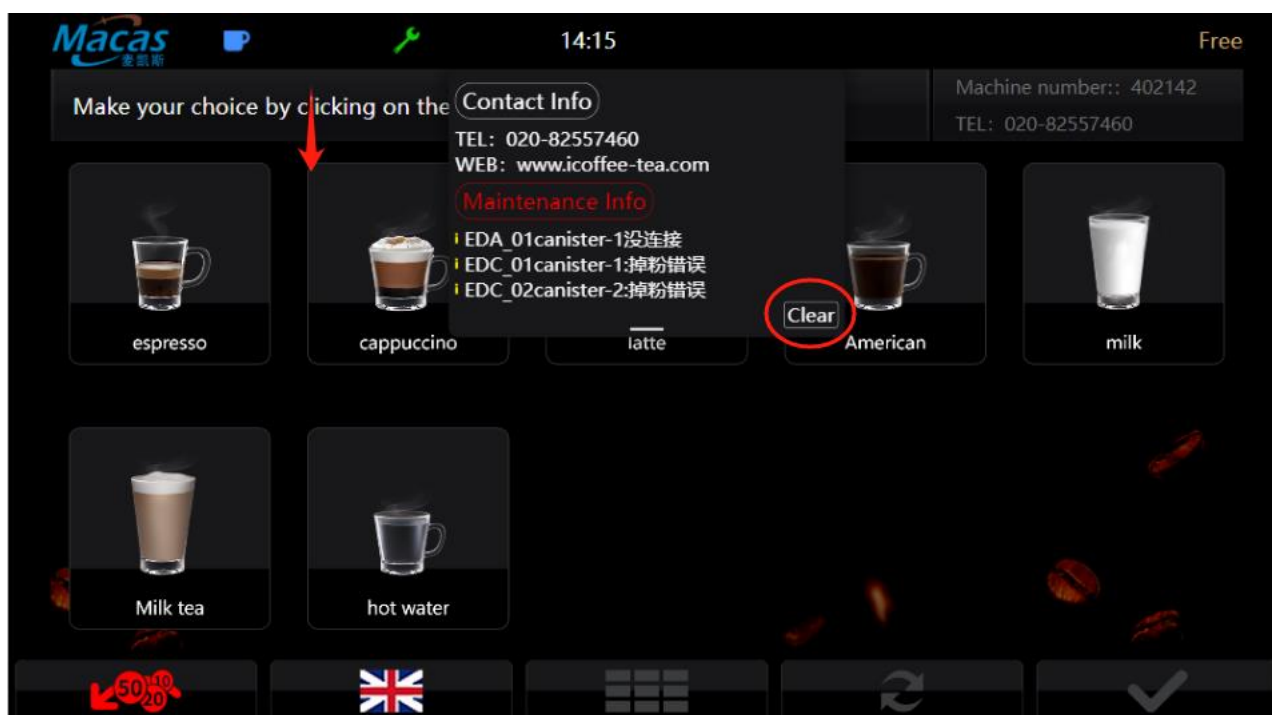 Macas
麦凯斯
14:15
Free
Make your choice by clicking on the
Machine number:: 402142
TEL: 020-82557460
Contact Info
TEL: 020-82557460
WEB: www.icoffee-tea.com
Maintenance Info
EDA_01canister-1没连接
EDC_01canister-1:掉粉错误
EDC_02canister-2:掉粉错误
Clear
espresso
cappuccino
latte
American
milk
Milk tea
hot water
50 10
20